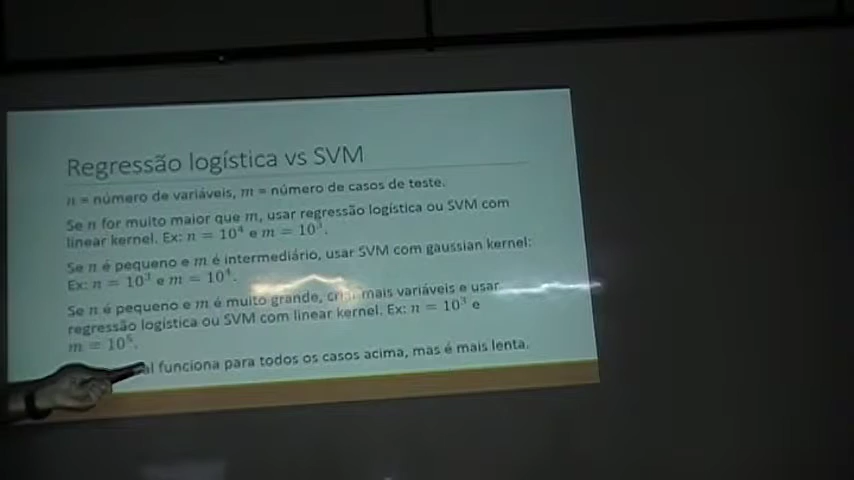 Regressão logística vs SVM
n = número de variáveis, m = número de casos de teste.
Se n for muito maior que m, usar regressão logística ou SVM com
linear kernel. Ex: n = 10⁴ e m = 10³.
Se n é pequeno e m é intermediário, usar SVM com gaussian kernel:
Ex: n = 10³ e m = 10⁴.
Se n é pequeno e m é muito grande, criar mais variáveis e usar
regressão logística ou SVM com linear kernel. Ex: n = 10³ e
m = 10⁵.
funciona para todos os casos acima, mas é mais lenta.